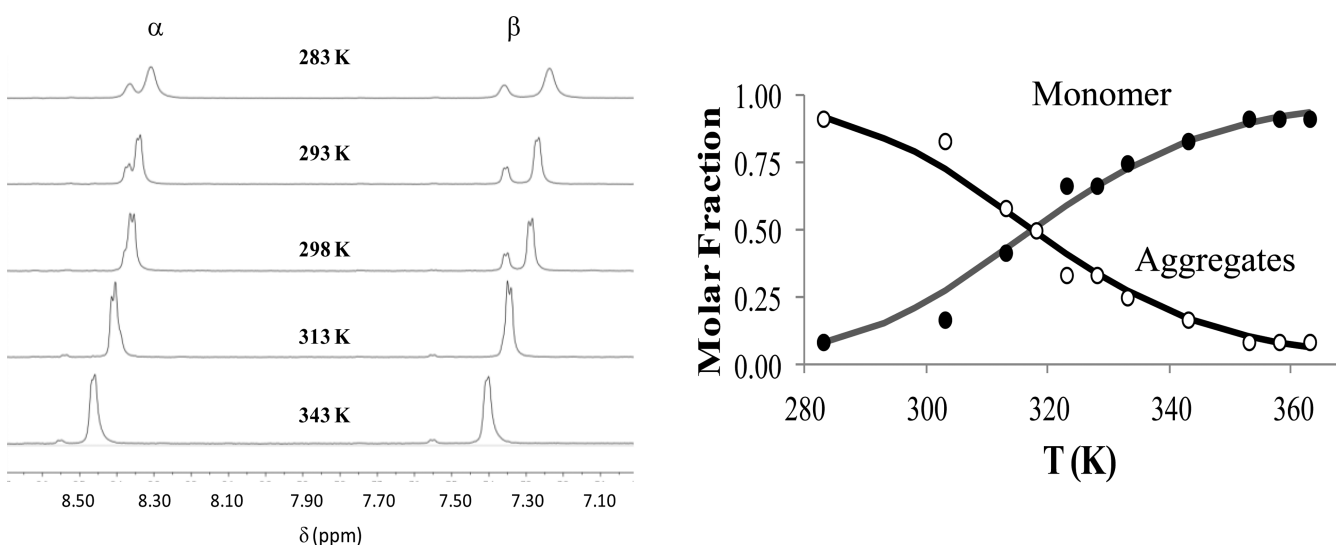 α β
283 K
293 K
298 K
313 K
343 K
8.50 8.30 8.10 7.90 7.70 7.50 7.30 7.10
δ (ppm)
Molar Fraction
1.00
0.75
0.50
0.25
0.00
Monomer
Aggregates
280 300 320 340 360
T (K)